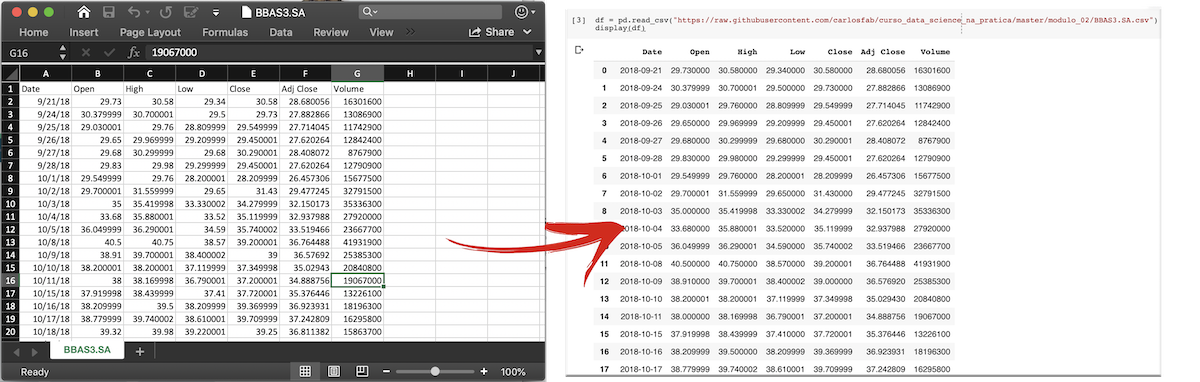 BBAS3.SA
Home Insert Page Layout Formulas Data Review View Share
G16 fx 19067000
A B C D E F G H I J
1 Date Open High Low Close Adj Close Volume
2 9/21/18 29.73 30.58 29.34 30.58 28.680056 16301600
3 9/24/18 30.379999 30.700001 29.5 29.73 27.882866 13086900
4 9/25/18 29.030001 29.76 28.809999 29.549999 27.714045 11742900
5 9/26/18 29.65 29.969999 29.209999 29.450001 27.620264 12842400
6 9/27/18 29.68 30.299999 29.68 30.290001 28.408072 8767900
7 9/28/18 29.83 29.98 29.299999 29.450001 27.620264 12790900
8 10/1/18 29.549999 29.76 28.200001 28.209999 26.457306 15677500
9 10/2/18 29.700001 31.559999 29.65 31.43 29.477245 32791500
10 10/3/18 35 35.419998 33.330002 34.279999 32.150173 35336300
11 10/4/18 33.68 35.880001 33.52 35.119999 32.937988 27920000
12 10/5/18 36.049999 36.290001 34.59 35.740002 33.519466 23667700
13 10/8/18 40.5 40.75 38.57 39.200001 36.764488 41931900
14 10/9/18 38.91 39.700001 38.400002 39 36.57692 25385300
15 10/10/18 38.200001 38.200001 37.119999 37.349998 35.02943 20840800
16 10/11/18 38 38.169998 36.790001 37.200001 34.888756 19067000
17 10/15/18 37.919998 38.439999 37.41 37.720001 35.376446 13226100
18 10/16/18 38.209999 39.5 38.209999 39.369999 36.923931 18196300
19 10/17/18 38.779999 39.740002 38.610001 39.709999 37.242809 16295800
20 10/18/18 39.32 39.98 39.220001 39.25 36.811382 15863700
BBAS3.SA +
Ready 100%
[3] df = pd.read_csv("https://raw.githubusercontent.com/carlosfab/curso_data_science_na_pratica/master/modulo_02/BBAS3.SA.csv")
display(df)
Date Open High Low Close Adj Close Volume
0 2018-09-21 29.730000 30.580000 29.340000 30.580000 28.680056 16301600
1 2018-09-24 30.379999 30.700001 29.500000 29.730000 27.882866 13086900
2 2018-09-25 29.030001 29.760000 28.809999 29.549999 27.714045 11742900
3 2018-09-26 29.650000 29.969999 29.209999 29.450001 27.620264 12842400
4 2018-09-27 29.680000 30.299999 29.680000 30.290001 28.408072 8767900
5 2018-09-28 29.830000 29.980000 29.299999 29.450001 27.620264 12790900
6 2018-10-01 29.549999 29.760000 28.200001 28.209999 26.457306 15677500
7 2018-10-02 29.700001 31.559999 29.650000 31.430000 29.477245 32791500
8 2018-10-03 35.000000 35.419998 33.330002 34.279999 32.150173 35336300
2018-10-04 33.680000 35.880001 33.520000 35.119999 32.937988 27920000
2018-10-05 36.049999 36.290001 34.590000 35.740002 33.519466 23667700
11 2018-10-08 40.500000 40.750000 38.570000 39.200001 36.764488 41931900
12 2018-10-09 38.910000 39.700001 38.400002 39.000000 36.576920 25385300
13 2018-10-10 38.200001 38.200001 37.119999 37.349998 35.029430 20840800
14 2018-10-11 38.000000 38.169998 36.790001 37.200001 34.888756 19067000
15 2018-10-15 37.919998 38.439999 37.410000 37.720001 35.376446 13226100
16 2018-10-16 38.209999 39.500000 38.209999 39.369999 36.923931 18196300
17 2018-10-17 38.779999 39.740002 38.610001 39.709999 37.242809 16295800